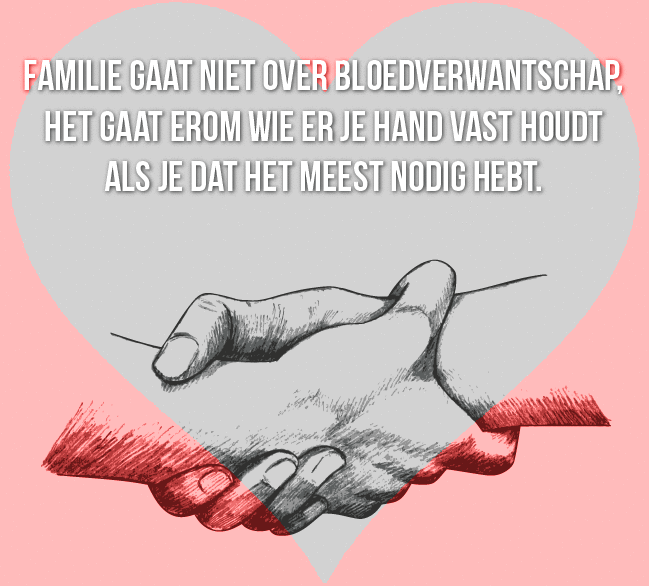 FAMILIE GAAT NIET OVER BLOEDVERWANTSCHAP,
HET GAAT EROM WIE ER JE HAND VAST HOUDT
ALS JE DAT HET MEEST NODIG HEBT.